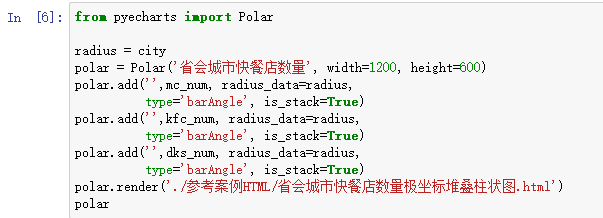 In [6]: from pyecharts import Polar
radius = city
polar = Polar('省会城市快餐店数量', width=1200, height=600)
polar.add('',mc_num, radius_data=radius,
type='barAngle', is_stack=True)
polar.add('',kfc_num, radius_data=radius,
type='barAngle', is_stack=True)
polar.add('',dks_num, radius_data=radius,
type='barAngle', is_stack=True)
polar.render('./参考案例HTML/省会城市快餐店数量极坐标堆叠柱状图.html')
polar